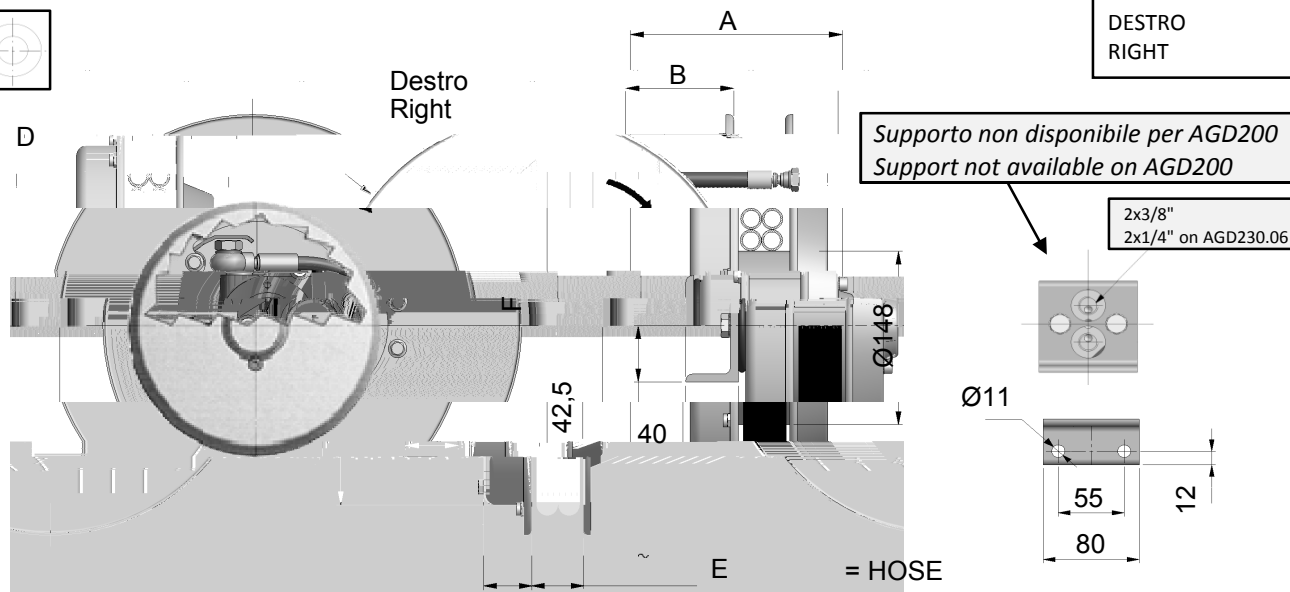 A
DESTRO
RIGHT
B
Destro
Right
D
Supporto non disponibile per AGD200
Support not available on AGD200
2x3/8"
2x1/4" on AGD230.06
F
Ø148
Ø11
42,5
40
55
12
80
~
E
= HOSE